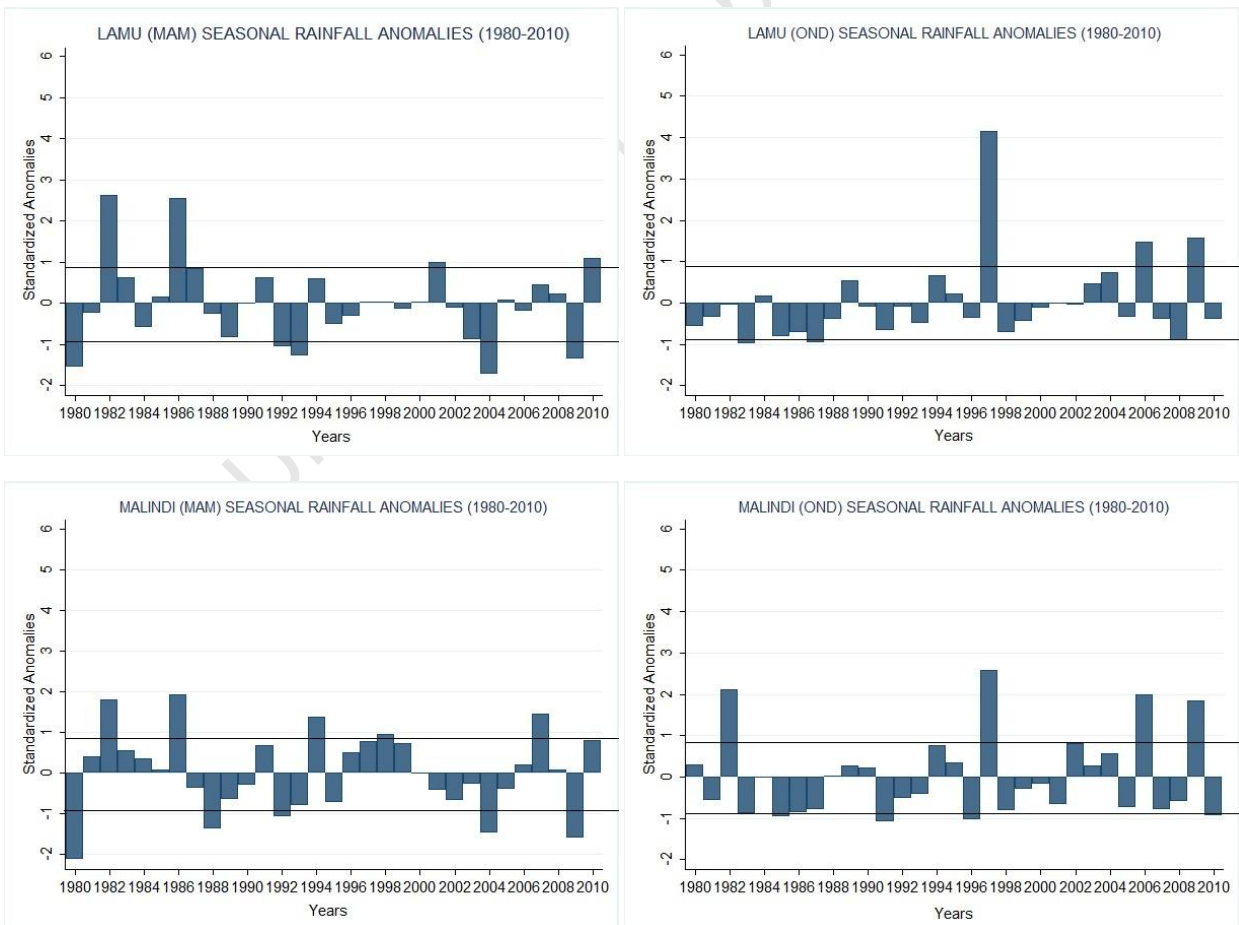 LAMU (MAM) SEASONAL RAINFALL ANOMALIES (1980-2010)
Standardized Anomalies
6
5
4
3
2
1
0
-1
-2
1980 1982 1984 1986 1988 1990 1992 1994 1996 1998 2000 2002 2004 2006 2008 2010
Years
LAMU (OND) SEASONAL RAINFALL ANOMALIES (1980-2010)
Standardized Anomalies
6
5
4
3
2
1
0
-1
-2
1980 1982 1984 1986 1988 1990 1992 1994 1996 1998 2000 2002 2004 2006 2008 2010
Years
MALINDI (MAM) SEASONAL RAINFALL ANOMALIES (1980-2010)
Standardized Anomalies
6
5
4
3
2
1
0
-1
-2
1980 1982 1984 1986 1988 1990 1992 1994 1996 1998 2000 2002 2004 2006 2008 2010
Years
MALINDI (OND) SEASONAL RAINFALL ANOMALIES (1980-2010)
Standardized Anomalies
6
5
4
3
2
1
0
-1
-2
1980 1982 1984 1986 1988 1990 1992 1994 1996 1998 2000 2002 2004 2006 2008 2010
Years